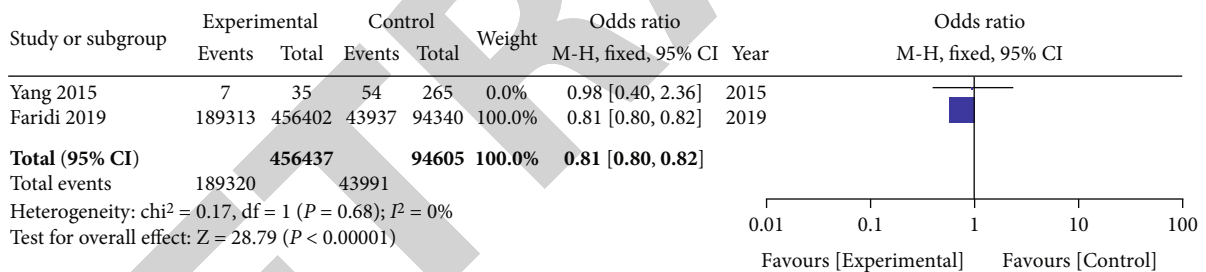 Experimental Control Odds ratio Odds ratio
Study or subgroup Events Total Events Total Weight M-H, fixed, 95% CI Year M-H, fixed, 95% CI
Yang 2015 7 35 54 265 0.0% 0.98 [0.40, 2.36] 2015
Faridi 2019 189313 456402 43937 94340 100.0% 0.81 [0.80, 0.82] 2019
Total (95% CI) 456437 94605 100.0% 0.81 [0.80, 0.82]
Total events 189320 43991
Heterogeneity: chi² = 0.17, df = 1 (P = 0.68); I² = 0%
Test for overall effect: Z = 28.79 (P < 0.00001)
0.01 0.1 1 10 100
Favours [Experimental] Favours [Control]